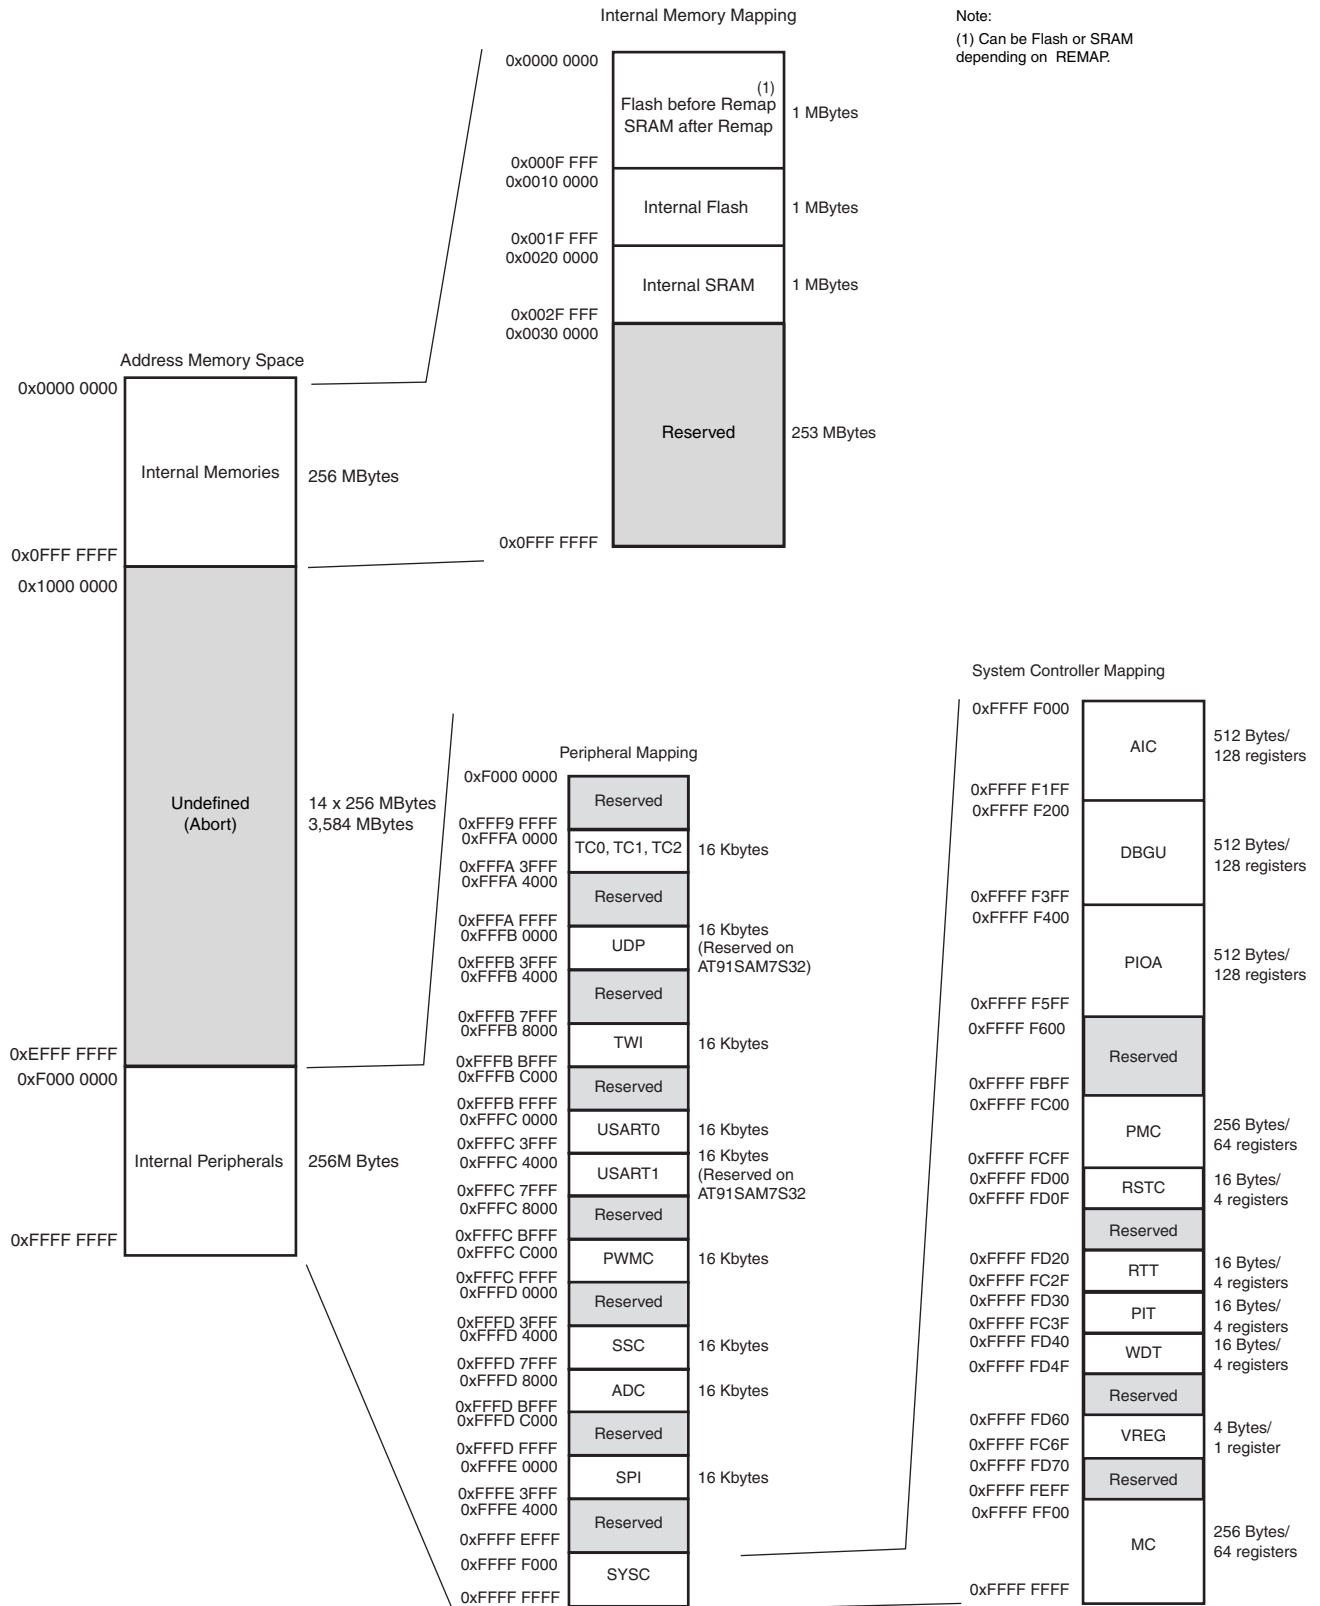 Internal Memory Mapping
Note:
(1) Can be Flash or SRAM
depending on REMAP.
0x0000 0000
(1)
Flash before Remap
SRAM after Remap
1 MBytes
0x000F FFF
0x0010 0000
Internal Flash
1 MBytes
0x001F FFF
0x0020 0000
Internal SRAM
1 MBytes
0x002F FFF
0x0030 0000
Reserved
253 MBytes
0x0FFF FFFF
Address Memory Space
0x0000 0000
Internal Memories
256 MBytes
0x0FFF FFFF
0x1000 0000
Undefined
(Abort)
14 x 256 MBytes
3,584 MBytes
0xEFFF FFFF
0xF000 0000
Internal Peripherals
256M Bytes
0xFFFF FFFF
Peripheral Mapping
0xF000 0000
Reserved
0xFFF9 FFFF
0xFFFA 0000
TC0, TC1, TC2
16 Kbytes
0xFFFA 3FFF
0xFFFA 4000
Reserved
0xFFFA FFFF
0xFFFB 0000
UDP
16 Kbytes
(Reserved on
AT91SAM7S32)
0xFFFB 3FFF
0xFFFB 4000
Reserved
0xFFFB 7FFF
0xFFFB 8000
TWI
16 Kbytes
0xFFFB BFFF
0xFFFB C000
Reserved
0xFFFB FFFF
0xFFFC 0000
USART0
16 Kbytes
0xFFFC 3FFF
0xFFFC 4000
USART1
16 Kbytes
(Reserved on
AT91SAM7S32
0xFFFC 7FFF
0xFFFC 8000
Reserved
0xFFFC BFFF
0xFFFC C000
PWMC
16 Kbytes
0xFFFC FFFF
0xFFFD 0000
Reserved
0xFFFD 3FFF
0xFFFD 4000
SSC
16 Kbytes
0xFFFD 7FFF
0xFFFD 8000
ADC
16 Kbytes
0xFFFD BFFF
0xFFFD C000
Reserved
0xFFFD FFFF
0xFFFE 0000
SPI
16 Kbytes
0xFFFE 3FFF
0xFFFE 4000
Reserved
0xFFFF EFFF
0xFFFF F000
SYSC
0xFFFF FFFF
System Controller Mapping
0xFFFF F000
AIC
512 Bytes/
128 registers
0xFFFF F1FF
0xFFFF F200
DBGU
512 Bytes/
128 registers
0xFFFF F3FF
0xFFFF F400
PIOA
512 Bytes/
128 registers
0xFFFF F5FF
0xFFFF F600
Reserved
0xFFFF FBFF
0xFFFF FC00
PMC
256 Bytes/
64 registers
0xFFFF FCFF
0xFFFF FD00
0xFFFF FD0F
RSTC
16 Bytes/
4 registers
Reserved
0xFFFF FD20
RTT
16 Bytes/
4 registers
0xFFFF FC2F
0xFFFF FD30
PIT
16 Bytes/
4 registers
0xFFFF FC3F
0xFFFF FD40
WDT
16 Bytes/
4 registers
0xFFFF FD4F
Reserved
0xFFFF FD60
VREG
4 Bytes/
1 register
0xFFFF FC6F
0xFFFF FD70
Reserved
0xFFFF FEFF
0xFFFF FF00
MC
256 Bytes/
64 registers
0xFFFF FFFF